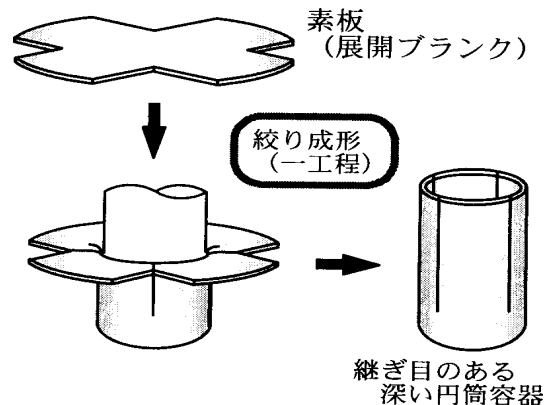 素板
（展開ブランク）
絞り成形
（一工程）
継ぎ目のある
深い円筒容器